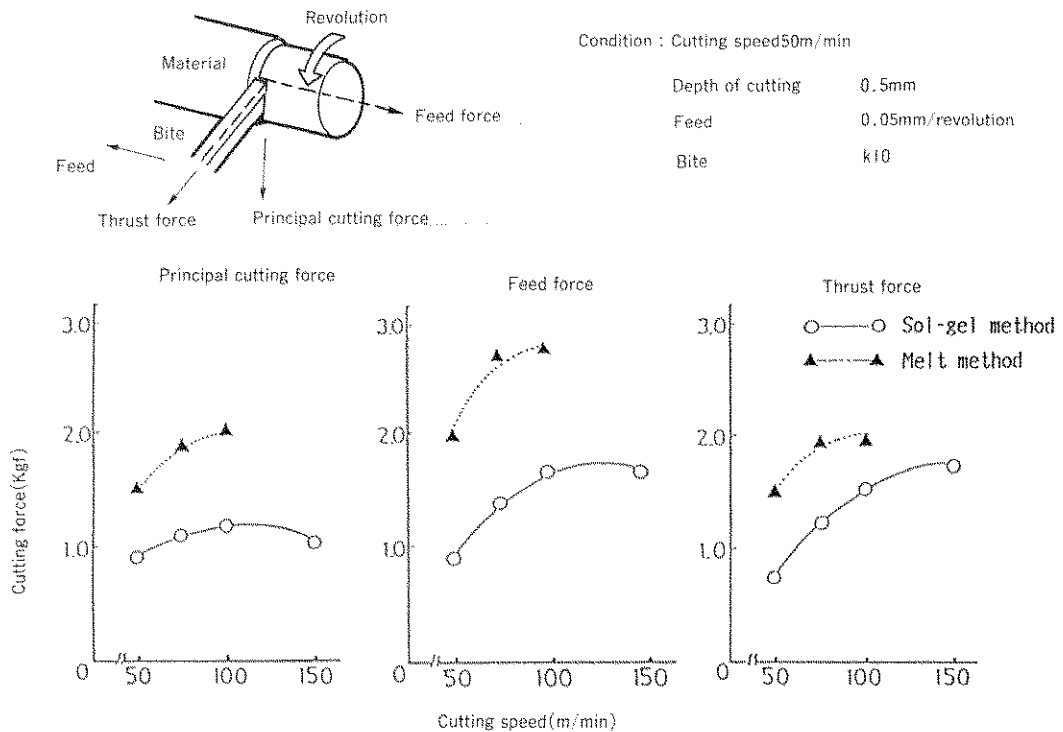 Revolution
Material
Bite
Feed
Feed force
Thrust force
Principal cutting force
Condition : Cutting speed50m/min
Depth of cutting 0.5mm
Feed 0.05mm/revolution
Bite k10
Principal cutting force
Feed force
Thrust force
Sol-gel method
Melt method
Cutting force(Kgf)
3.0
2.0
1.0
0
50 100 150
3.0
2.0
1.0
0
50 100 150
3.0
2.0
1.0
0
50 100 150
Cutting speed(m/min)